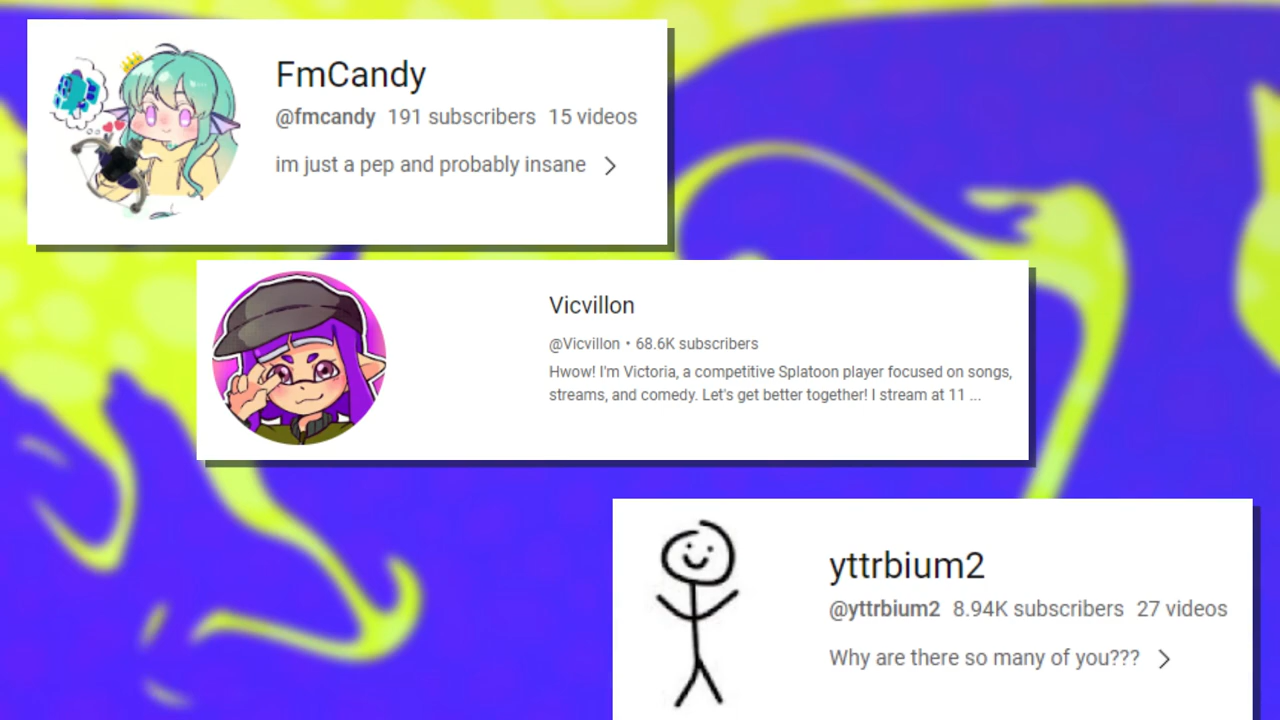 FmCandy
@fmcandy 191 subscribers 15 videos
im just a pep and probably insane
Vicvillon
@Vicvillon • 68.6K subscribers
Hwow! I'm Victoria, a competitive Splatoon player focused on songs,
streams, and comedy. Let's get better together! I stream at 11 ...
yttrbium2
@yttrbium2 8.94K subscribers 27 videos
Why are there so many of you???